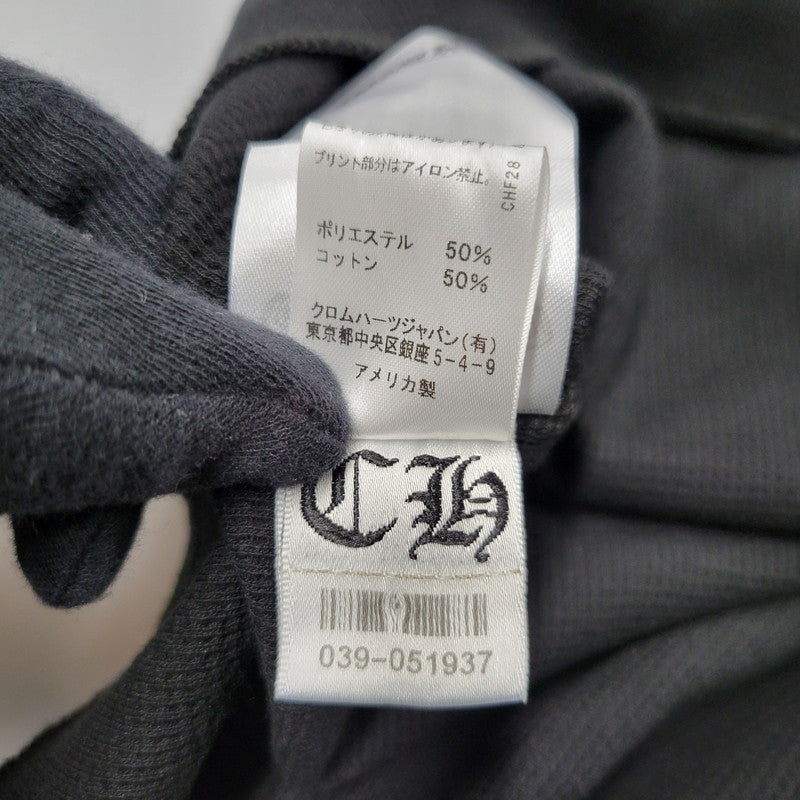 プリント部分はアイロン禁止。
CHF28
ポリエステル 50%
コットン 50%
クロムハーツジャパン(有)
東京都中央区銀座5-4-9
アメリカ製
CH
039-051937